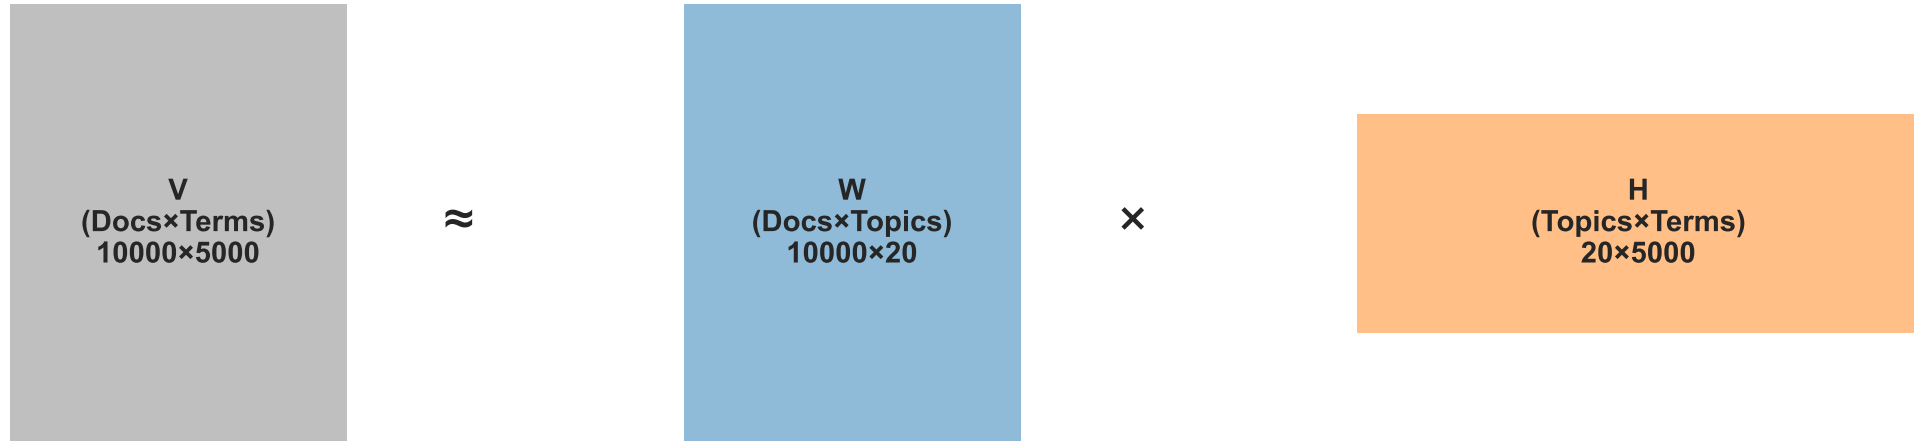 V
(Docs×Terms)
10000×5000
≈
W
(Docs×Topics)
10000×20
×
H
(Topics×Terms)
20×5000